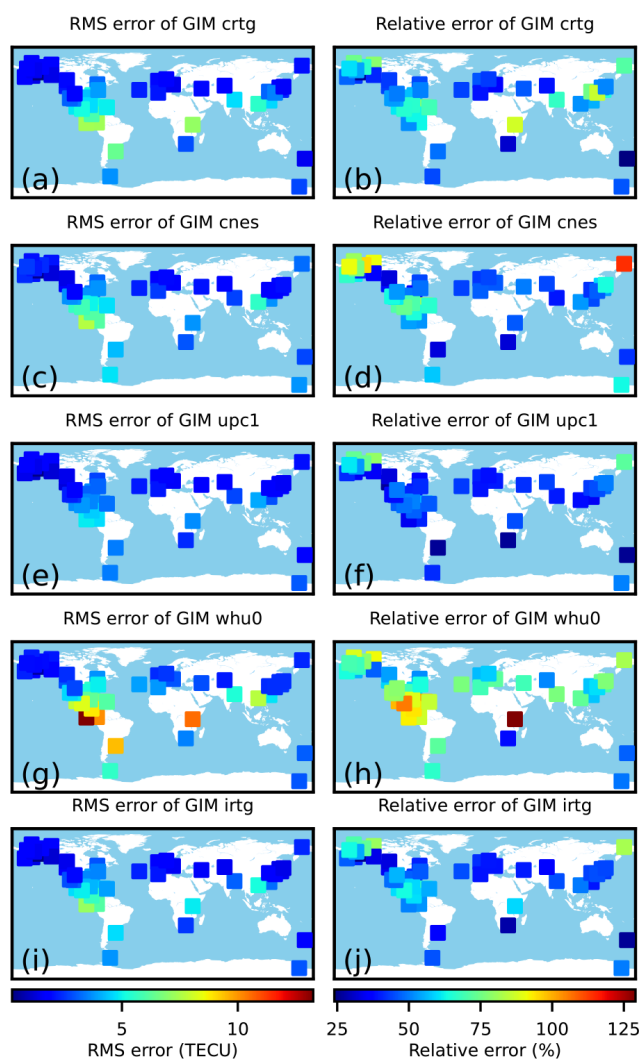 RMS error of GIM crtg
Relative error of GIM crtg
(a)
(b)
RMS error of GIM cnes
Relative error of GIM cnes
(c)
(d)
RMS error of GIM upc1
Relative error of GIM upc1
(e)
(f)
RMS error of GIM whu0
Relative error of GIM whu0
(g)
(h)
RMS error of GIM irtg
Relative error of GIM irtg
(i)
(j)
5 10
25 50 75 100 125
RMS error (TECU)
Relative error (%)